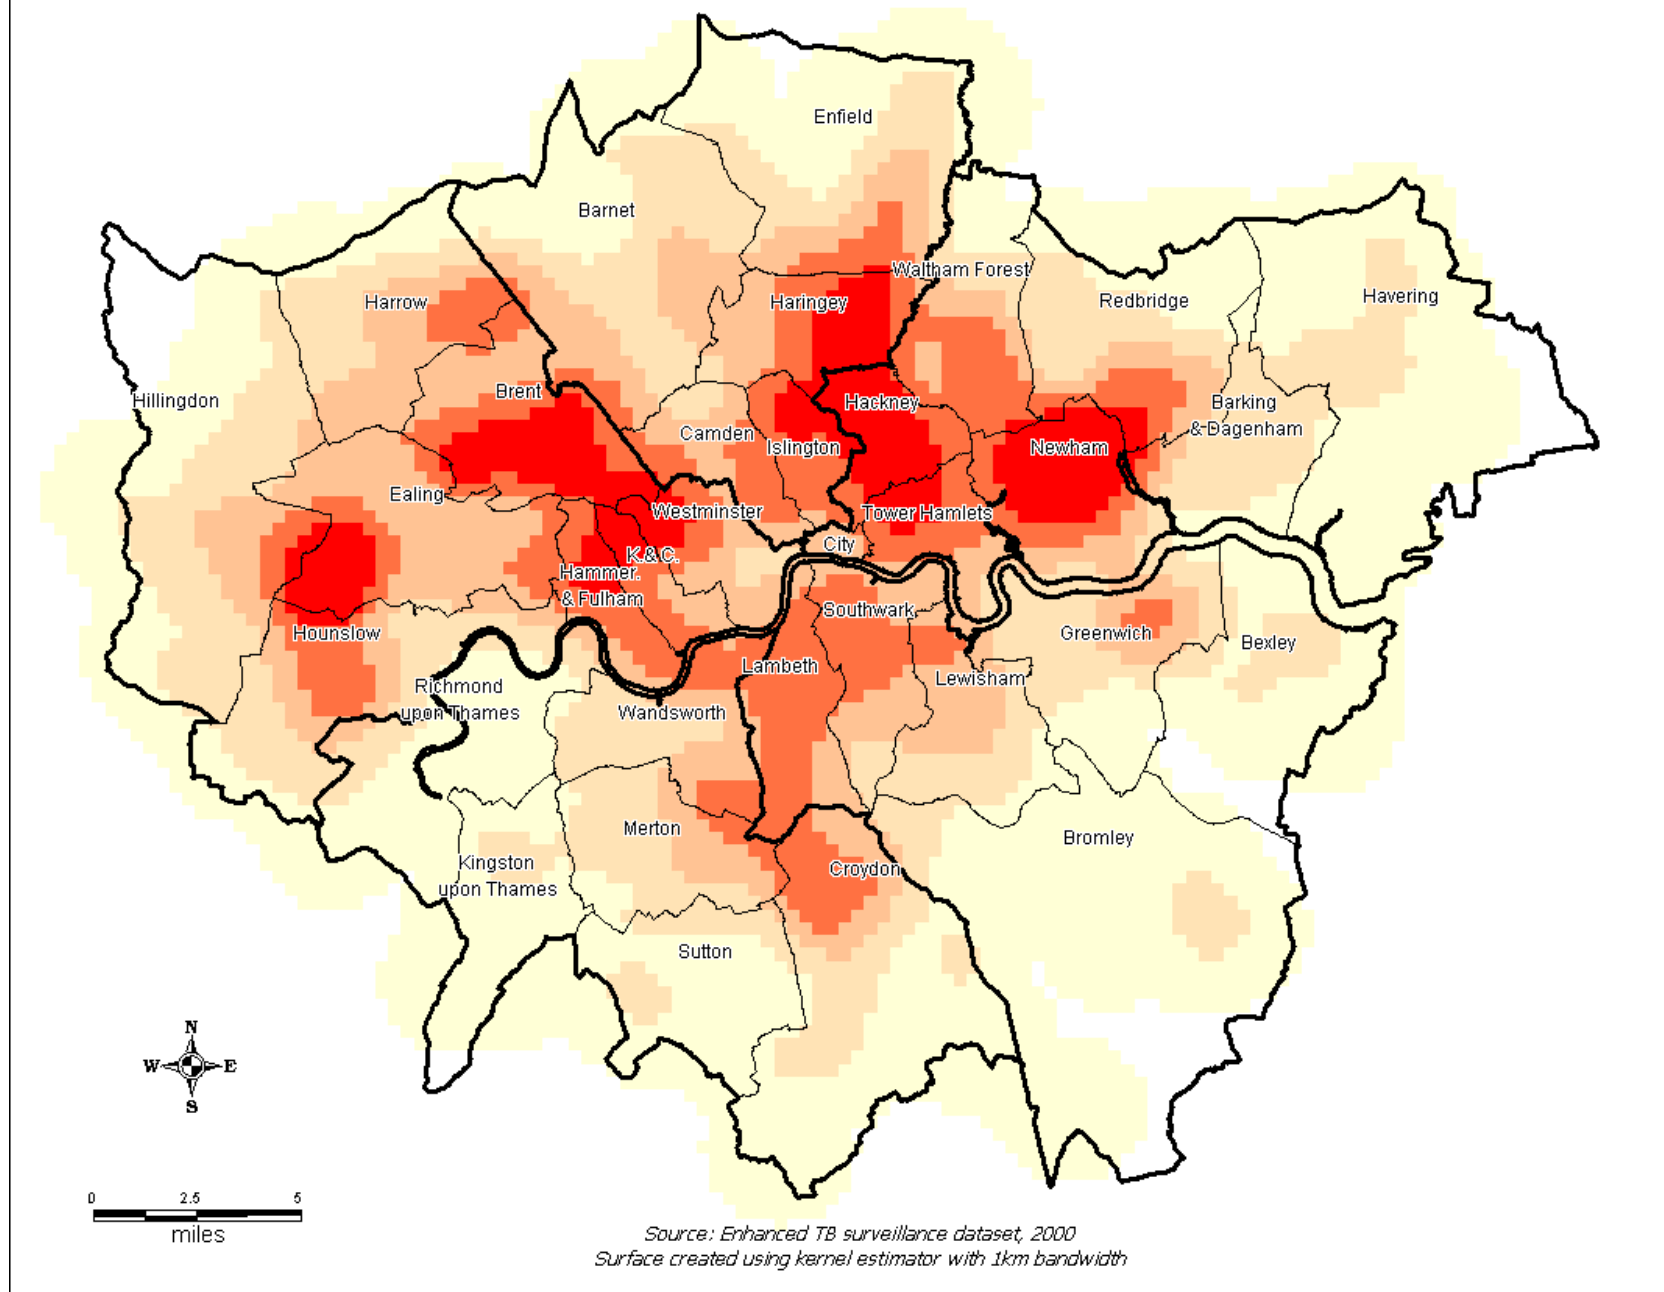 Enfield
Barnet
Waltham Forest
Harrow
Haringey
Redbridge
Havering
Hillingdon
Brent
Hackney
Barking
& Dagenham
Camden
Islington
Newham
Ealing
Westminster
Tower Hamlets
City
K.& C.
Hammer.
& Fulham
Southwark
Hounslow
Greenwich
Bexley
Lambeth
Lewisham
Richmond
upon Thames
Wandsworth
Merton
Bromley
Kingston
upon Thames
Croydon
Sutton
N
W
E
S
0 2.5 5
miles
Source: Enhanced TB surveillance dataset, 2000
Surface created using kernel estimator with 1km bandwidth